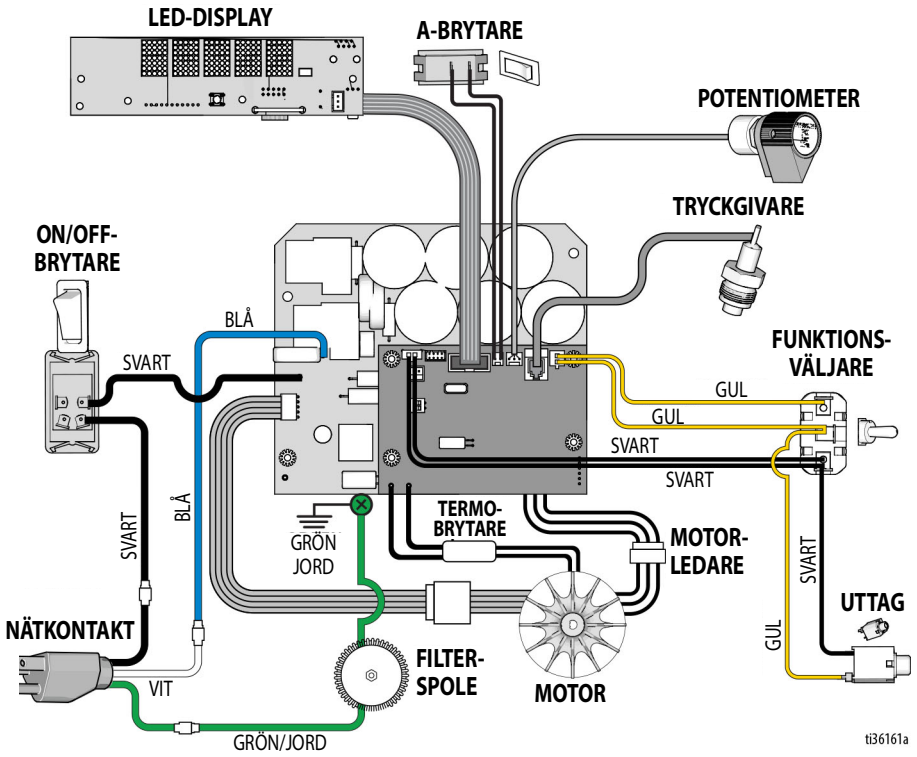 LED-DISPLAY
A-BRYTARE
POTENTIOMETER
TRYCKGIVARE
ON/OFF-
BRYTARE
BLÅ
SVART
FUNKTIONS-
VÄLJARE
GUL
GUL
SVART
SVART
SVART
BLÅ
GRÖN
JORD
TERMO-
BRYTARE
MOTOR-
LEDARE
SVART
UTTAG
GUL
NÄTKONTAKT
VIT
FILTER-
SPOLE
MOTOR
GRÖN/JORD
ti36161a